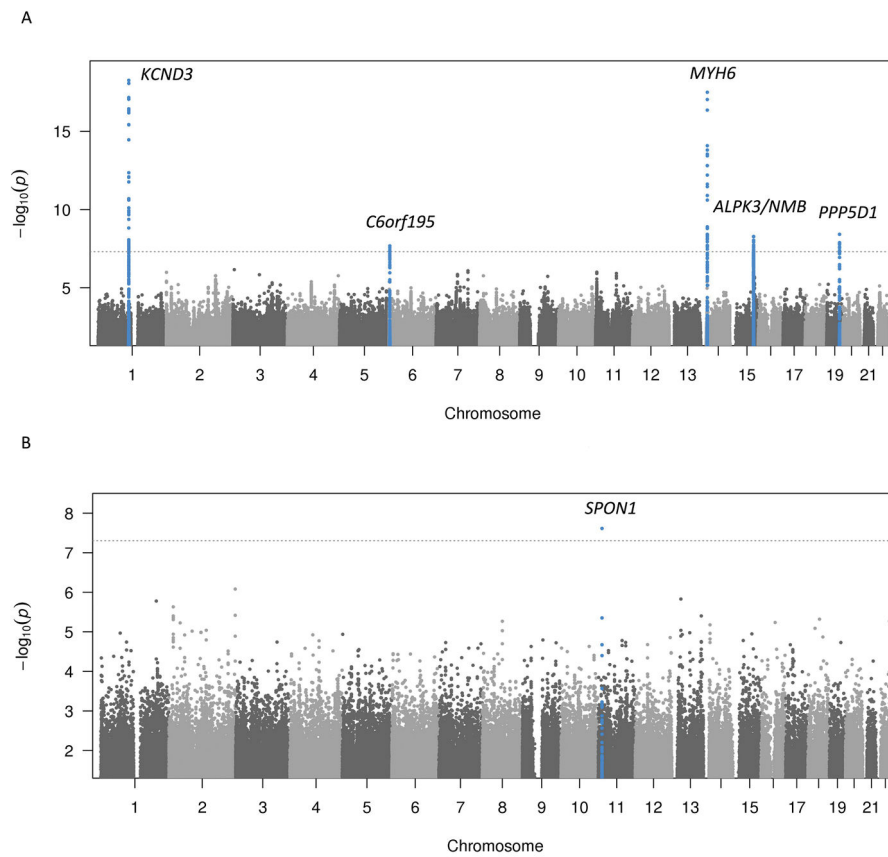 A
KCND3
MYH6
C6orf195
ALPK3/NMB
PPP5D1
−log10(p)
15
10
5
1 2 3 4 5 6 7 8 9 10 11 12 13 14 15 17 19 21
Chromosome
B
SPON1
−log10(p)
8
7
6
5
4
3
2
1 2 3 4 5 6 7 8 9 10 11 12 13 15 17 19 21
Chromosome